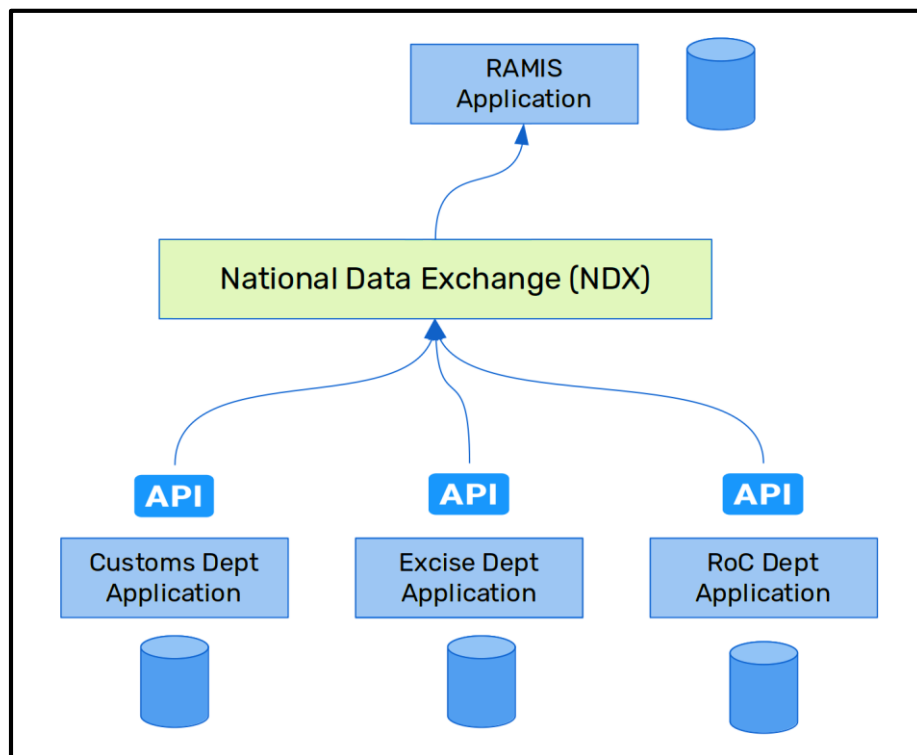 RAMIS
Application
National Data Exchange (NDX)
API
API
API
Customs Dept
Application
Excise Dept
Application
RoC Dept
Application